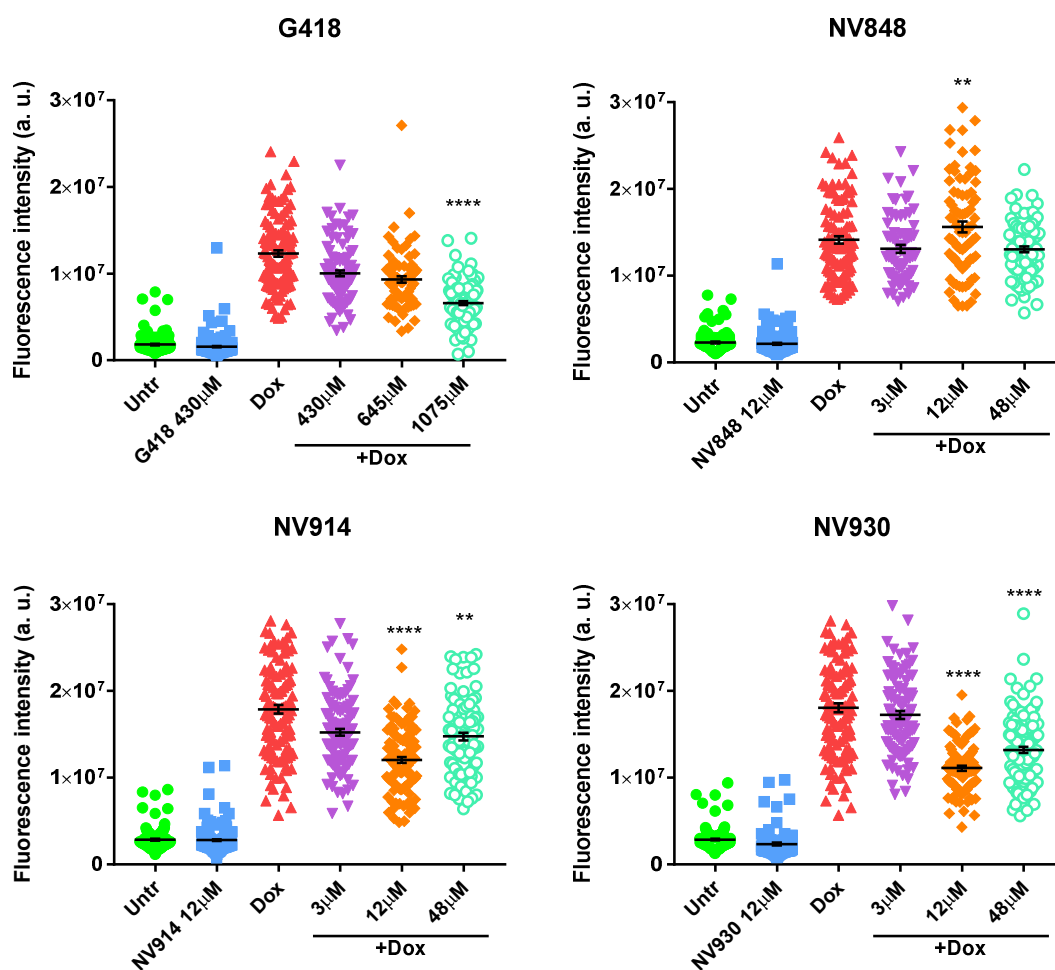 G418
Fluorescence intensity (a. u.)
3×10⁷
2×10⁷
1×10⁷
0
****
Untr
G418 430µM
Dox
430µM
645µM
1075µM
+Dox
NV848
Fluorescence intensity (a. u.)
3×10⁷
2×10⁷
1×10⁷
0
**
Untr
NV848 12µM
Dox
3µM
12µM
48µM
+Dox
NV914
Fluorescence intensity (a. u.)
3×10⁷
2×10⁷
1×10⁷
0
****
**
Untr
NV914 12µM
Dox
3µM
12µM
48µM
+Dox
NV930
Fluorescence intensity (a. u.)
3×10⁷
2×10⁷
1×10⁷
0
****
****
Untr
NV930 12µM
Dox
3µM
12µM
48µM
+Dox